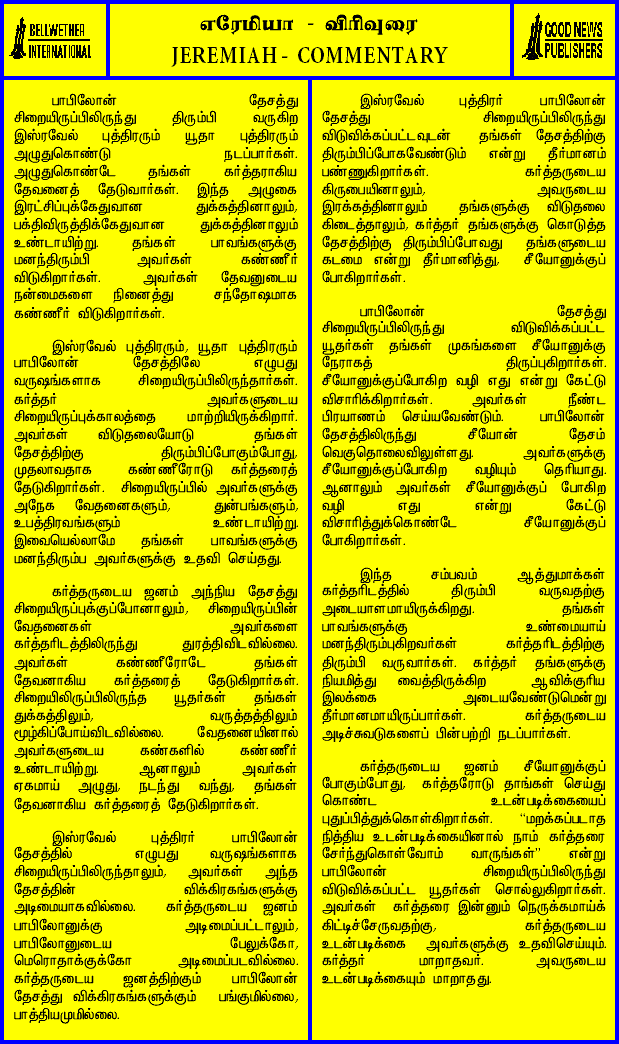 BELLWETHER
INTERNATIONAL
எரேமியா - விரிவுரை
JEREMIAH - COMMENTARY
GOOD NEWS
PUBLISHERS
பாபிலோன் தேசத்து
சிறையிருப்பிலிருந்து திரும்பி வருகிற
இஸ்ரவேல் புத்திரரும் யூதா புத்திரரும்
அழுதுகொண்டு நடப்பார்கள்.
அழுதுகொண்டே தங்கள் கர்த்தராகிய
தேவனைத் தேடுவார்கள். இந்த அழுகை
இரட்சிப்புக்கேதுவான துக்கத்தினாலும்,
பக்திவிருத்திக்கேதுவான துக்கத்தினாலும்
உண்டாயிற்று. தங்கள் பாவங்களுக்கு
மனந்திரும்பி அவர்கள் கண்ணீர்
விடுகிறார்கள். அவர்கள் தேவனுடைய
நன்மைகளை நினைத்து சந்தோஷமாக
கண்ணீர் விடுகிறார்கள்.
இஸ்ரவேல் புத்திரரும், யூதா புத்திரரும்
பாபிலோன் தேசத்திலே எழுபது
வருஷங்களாக சிறையிருப்பிலிருந்தார்கள்.
கர்த்தர் அவர்களுடைய
சிறையிருப்புக்காலத்தை மாற்றியிருக்கிறார்.
அவர்கள் விடுதலையோடு தங்கள்
தேசத்திற்கு திரும்பிப்போகும்போது,
முதலாவதாக கண்ணீரோடு கர்த்தரைத்
தேடுகிறார்கள். சிறையிருப்பில் அவர்களுக்கு
அநேக வேதனைகளும், துன்பங்களும்,
உபத்திரவங்களும் உண்டாயிற்று.
இவையெல்லாமே தங்கள் பாவங்களுக்கு
மனந்திரும்ப அவர்களுக்கு உதவி செய்தது.
கர்த்தருடைய ஜனம் அந்நிய தேசத்து
சிறையிருப்புக்குப்போனாலும், சிறையிருப்பின்
வேதனைகள் அவர்களை
கர்த்தரிடத்திலிருந்து துரத்திவிடவில்லை.
அவர்கள் கண்ணீரோடே தங்கள்
தேவனாகிய கர்த்தரைத் தேடுகிறார்கள்.
சிறையிலிருப்பிலிருந்த யூதர்கள் தங்கள்
துக்கத்திலும், வருத்தத்திலும்
மூழ்கிப்போய்விடவில்லை. வேதனையினால்
அவர்களுடைய கண்களில் கண்ணீர்
உண்டாயிற்று. ஆனாலும் அவர்கள்
ஏகமாய் அழுது, நடந்து வந்து, தங்கள்
தேவனாகிய கர்த்தரைத் தேடுகிறார்கள்.
இஸ்ரவேல் புத்திரர் பாபிலோன்
தேசத்தில் எழுபது வருஷங்களாக
சிறையிருப்பிலிருந்தாலும், அவர்கள் அந்த
தேசத்தின் விக்கிரகங்களுக்கு
அடிமையாகவில்லை. கர்த்தருடைய ஜனம்
பாபிலோனுக்கு அடிமைப்பட்டாலும்,
பாபிலோனுடைய பேலுக்கோ,
மெரொதாக்குக்கோ அடிமைப்படவில்லை.
கர்த்தருடைய ஜனத்திற்கும் பாபிலோன்
தேசத்து விக்கிரகங்களுக்கும் பங்குமில்லை,
பாத்தியமுமில்லை.
இஸ்ரவேல் புத்திரர் பாபிலோன்
தேசத்து சிறையிருப்பிலிருந்து
விடுவிக்கப்பட்டவுடன் தங்கள் தேசத்திற்கு
திரும்பிப்போகவேண்டும் என்று தீர்மானம்
பண்ணுகிறார்கள். கர்த்தருடைய
கிருபையினாலும், அவருடைய
இரக்கத்தினாலும் தங்களுக்கு விடுதலை
கிடைத்தாலும், கர்த்தர் தங்களுக்கு கொடுத்த
தேசத்திற்கு திரும்பிப்போவது தங்களுடைய
கடமை என்று தீர்மானித்து, சீயோனுக்குப்
போகிறார்கள்.
பாபிலோன் தேசத்து
சிறையிருப்பிலிருந்து விடுவிக்கப்பட்ட
யூதர்கள் தங்கள் முகங்களை சீயோனுக்கு
நேராகத் திருப்புகிறார்கள்.
சீயோனுக்குப்போகிற வழி எது என்று கேட்டு
விசாரிக்கிறார்கள். அவர்கள் நீண்ட
பிரயாணம் செய்யவேண்டும். பாபிலோன்
தேசத்திலிருந்து சீயோன் தேசம்
வெகுதொலைவிலுள்ளது. அவர்களுக்கு
சீயோனுக்குப்போகிற வழியும் தெரியாது.
ஆனாலும் அவர்கள் சீயோனுக்குப் போகிற
வழி எது என்று கேட்டு
விசாரித்துக்கொண்டே சீயோனுக்குப்
போகிறார்கள்.
இந்த சம்பவம் ஆத்துமாக்கள்
கர்த்தரிடத்தில் திரும்பி வருவதற்கு
அடையாளமாயிருக்கிறது. தங்கள்
பாவங்களுக்கு உண்மையாய்
மனந்திரும்புகிறவர்கள் கர்த்தரிடத்திற்கு
திரும்பி வருவார்கள். கர்த்தர் தங்களுக்கு
நியமித்து வைத்திருக்கிற ஆவிக்குரிய
இலக்கை அடையவேண்டுமென்று
தீர்மானமாயிருப்பார்கள். கர்த்தருடைய
அடிச்சுவடுகளைப் பின்பற்றி நடப்பார்கள்.
கர்த்தருடைய ஜனம் சீயோனுக்குப்
போகும்போது, கர்த்தரோடு தாங்கள் செய்து
கொண்ட உடன்படிக்கையைப்
புதுப்பித்துக்கொள்கிறார்கள். "மறக்கப்படாத
நித்திய உடன்படிக்கையினால் நாம் கர்த்தரை
சேர்ந்துகொள்வோம் வாருங்கள்" என்று
பாபிலோன் சிறையிருப்பிலிருந்து
விடுவிக்கப்பட்ட யூதர்கள் சொல்லுகிறார்கள்.
அவர்கள் கர்த்தரை இன்னும் நெருக்கமாய்க்
கிட்டிச்சேருவதற்கு, கர்த்தருடைய
உடன்படிக்கை அவர்களுக்கு உதவிசெய்யும்.
கர்த்தர் மாறாதவர். அவருடைய
உடன்படிக்கையும் மாறாதது.